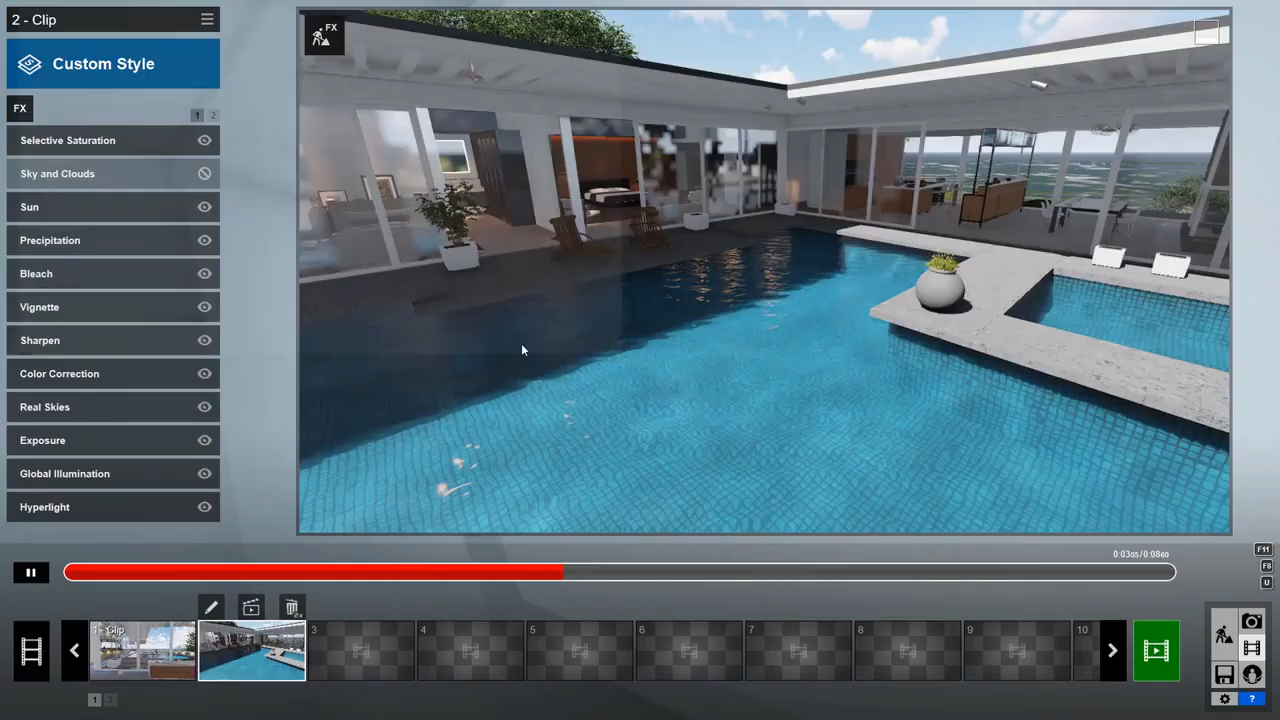 2 - Clip
Custom Style
FX
1 2
Selective Saturation
Sky and Clouds
Sun
Precipitation
Bleach
Vignette
Sharpen
Color Correction
Real Skies
Exposure
Global Illumination
Hyperlight
FX
0:03
F11
F8
U
1 - Clip
3
4
5
6
7
8
9
10
1 2
?